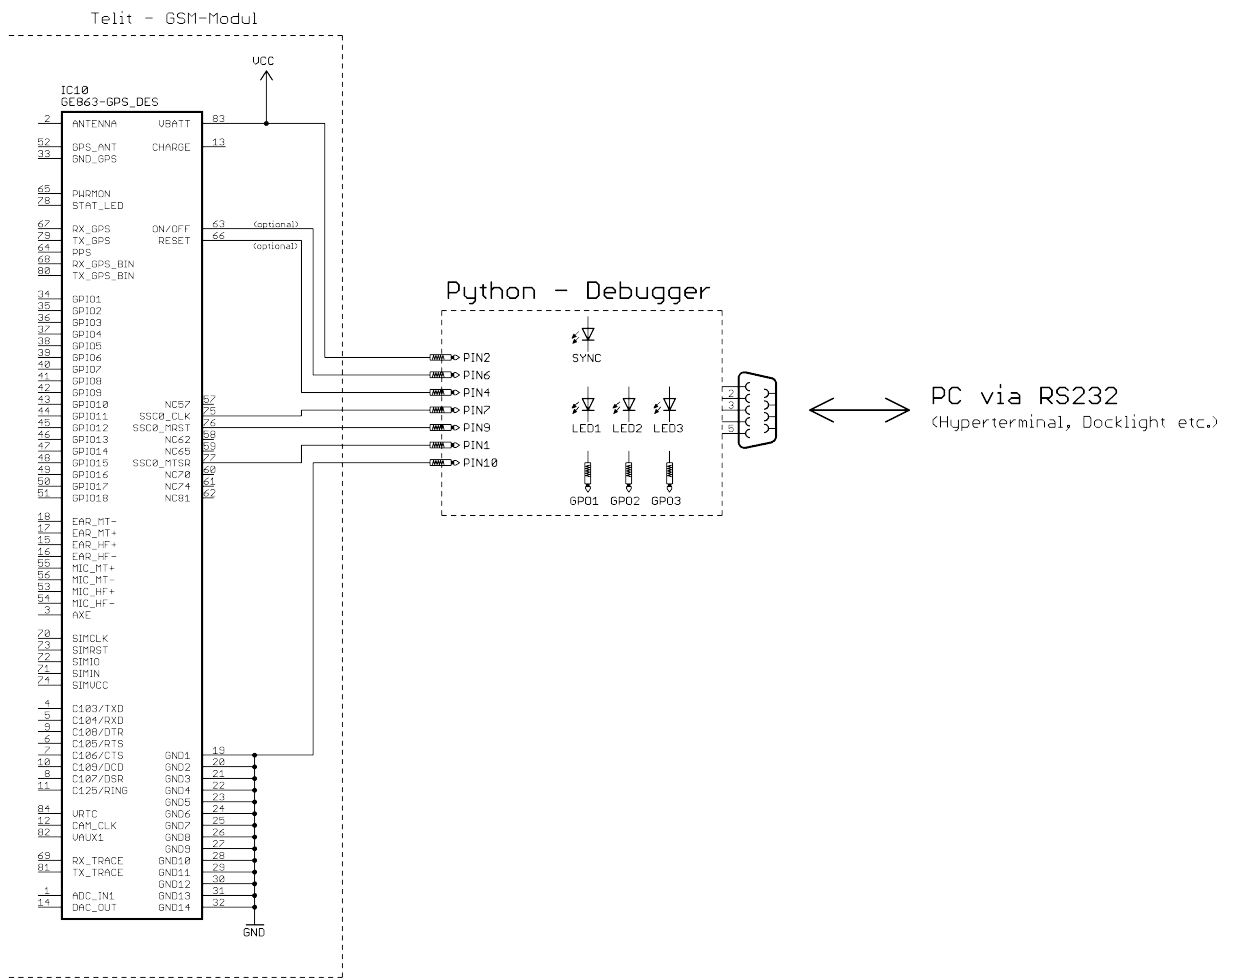 Telit - GSM-Modul
VCC
IC10
GE863-GPS_DES
2 ANTENNA VBATT 83
52 GPS_ANT CHARGE 13
33 GND_GPS
65 PWRMON
78 STAT_LED
67 RX_GPS ON/OFF 63 (optional)
79 TX_GPS RESET 66 (optional)
64 PPS
68 RX_GPS_BIN
80 TX_GPS_BIN
34 GPIO1
35 GPIO2
36 GPIO3
37 GPIO4
38 GPIO5
39 GPIO6
40 GPIO7
41 GPIO8
42 GPIO9
43 GPIO10 NC57 57
44 GPIO11 SSC0_CLK 75
45 GPIO12 SSC0_MRST 76
46 GPIO13 NC62 58
47 GPIO14 NC65 59
48 GPIO15 SSC0_MTSR 77
49 GPIO16 NC70 60
50 GPIO17 NC74 61
51 GPIO18 NC81 62
18 EAR_MT-
17 EAR_MT+
15 EAR_HF+
16 EAR_HF-
55 MIC_MT+
56 MIC_MT-
53 MIC_HF+
54 MIC_HF-
3 AXE
70 SIMCLK
73 SIMRST
72 SIMIO
71 SIMIN
74 SIMVCC
4 C103/TXD
5 C104/RXD
9 C108/DTR
6 C105/RTS
7 C106/CTS GND1 19
10 C109/DCD GND2 20
8 C107/DSR GND3 21
11 C125/RING GND4 22
GND5 23
84 VRTC GND6 24
12 CAM_CLK GND7 25
82 VAUX1 GND8 26
GND9 27
69 RX_TRACE GND10 28
81 TX_TRACE GND11 29
GND12 30
1 ADC_IN1 GND13 31
14 DAC_OUT GND14 32
GND
Python - Debugger
SYNC
PIN2
PIN6
PIN4
PIN7
PIN9
PIN1
PIN10
LED1 LED2 LED3
GPO1 GPO2 GPO3
2
3
5
PC via RS232
(Hyperterminal, Docklight etc.)